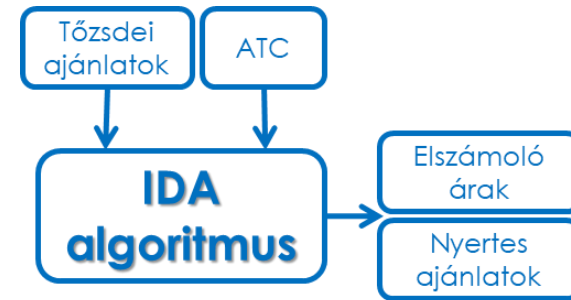 Tőzsdei
ajánlatok
ATC
IDA
algoritmus
Elszámoló
árak
Nyertes
ajánlatok